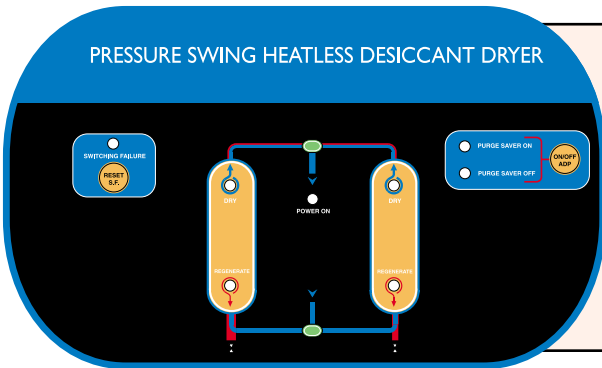 PRESSURE SWING HEATLESS DESICCANT DRYER
SWITCHING FAILURE
RESET
S.F.
PURGE SAVER ON
PURGE SAVER OFF
ON/OFF
ADP
DRY
POWER ON
DRY
REGENERATE
REGENERATE